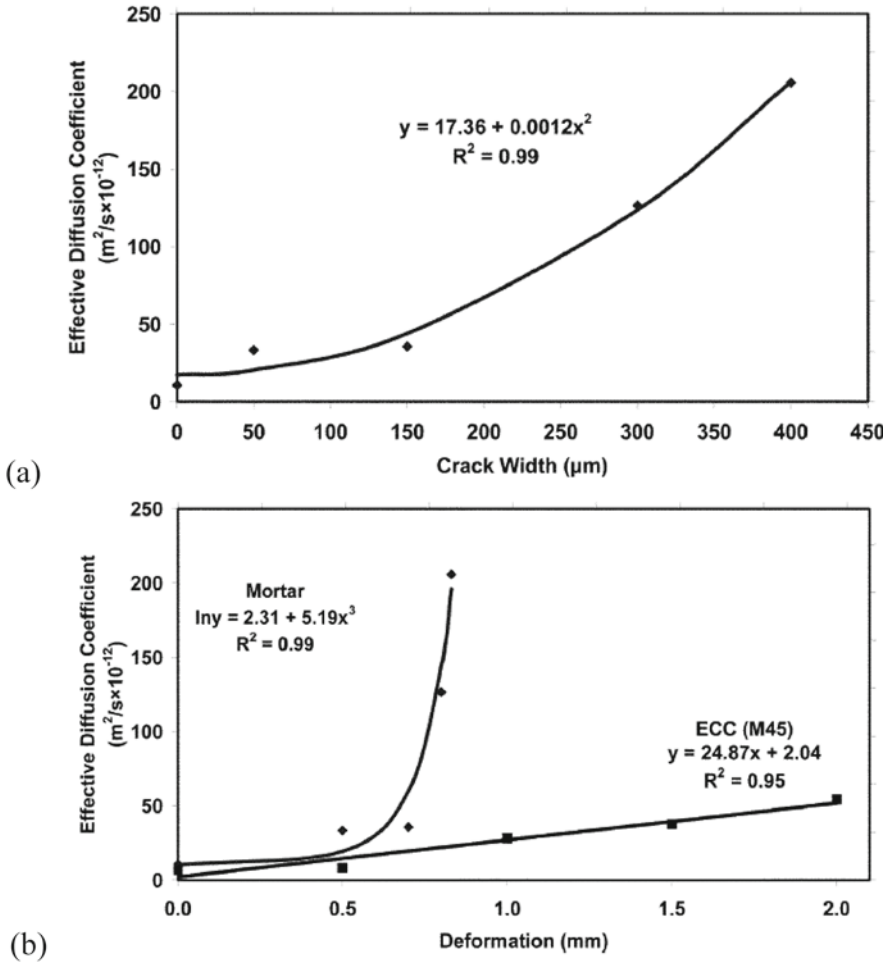 250
200
150
100
50
0
Effective Diffusion Coefficient
(m²/s×10⁻¹²)
y = 17.36 + 0.0012x²
R² = 0.99
0 50 100 150 200 250 300 350 400 450
Crack Width (µm)
(a)
250
200
150
100
50
0
Effective Diffusion Coefficient
(m²/s×10⁻¹²)
Mortar
lny = 2.31 + 5.19x³
R² = 0.99
ECC (M45)
y = 24.87x + 2.04
R² = 0.95
0.0 0.5 1.0 1.5 2.0
Deformation (mm)
(b)